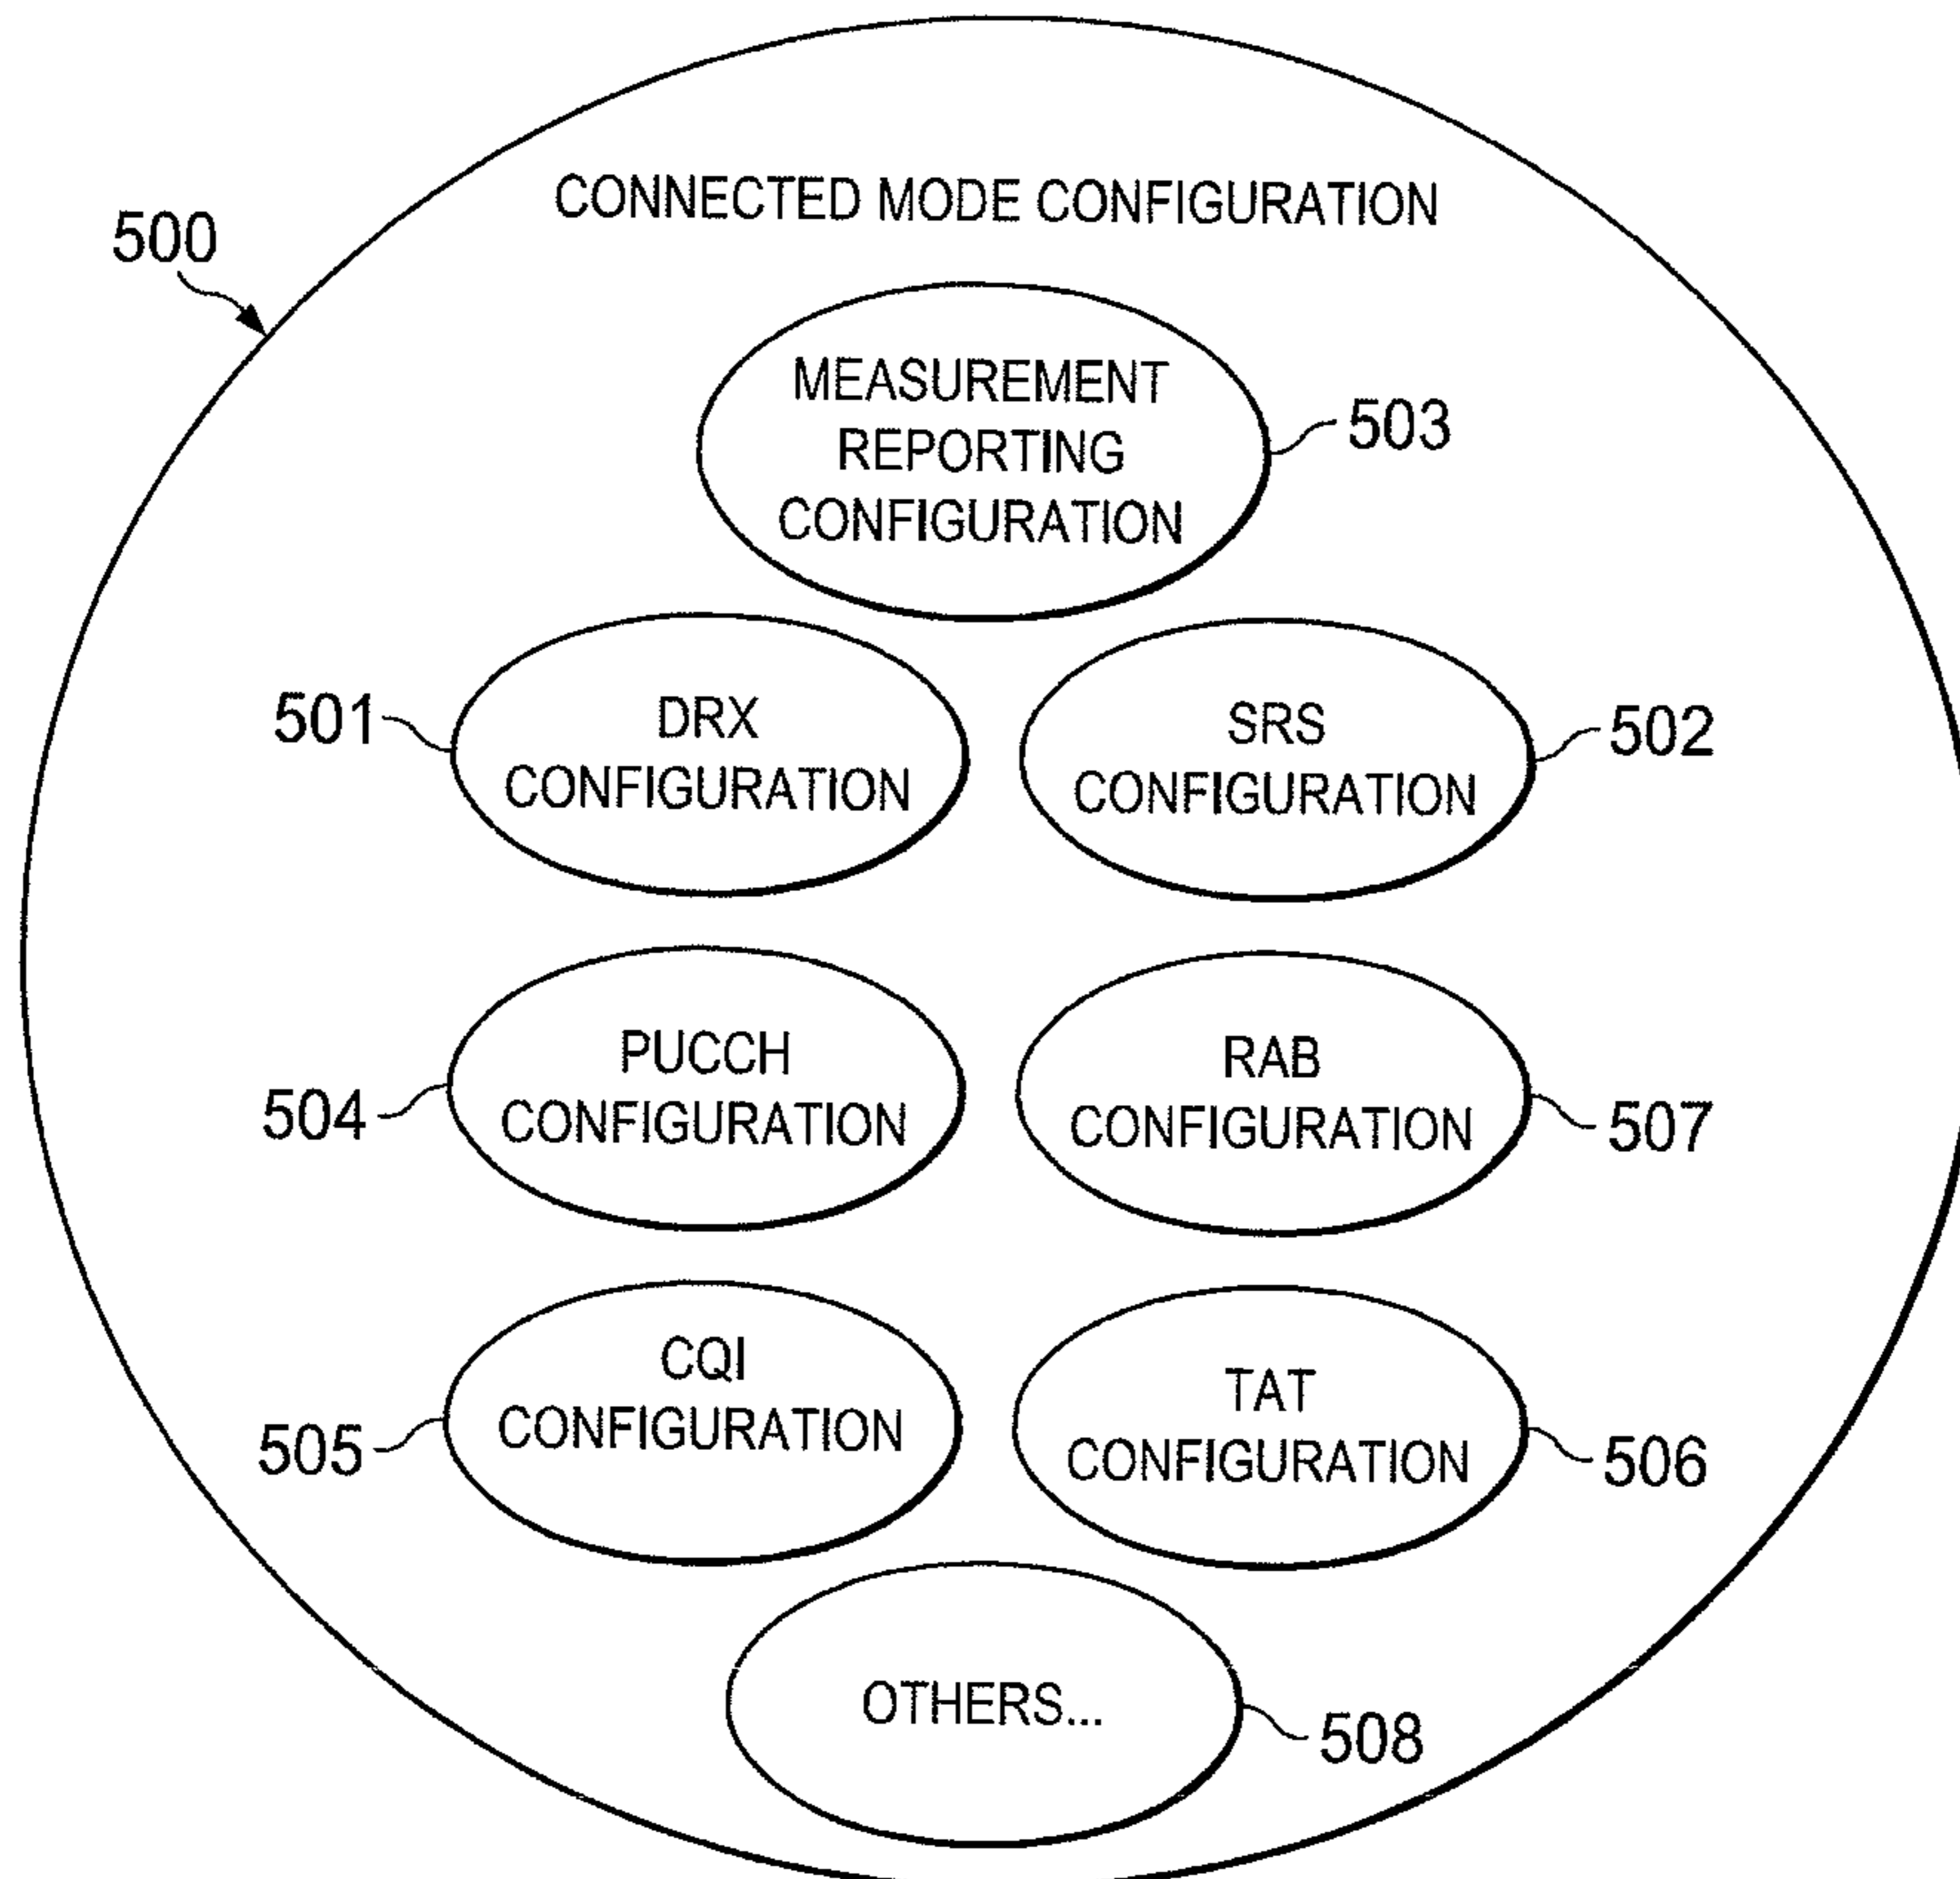 CONNECTED MODE CONFIGURATION
500
MEASUREMENT
REPORTING
CONFIGURATION
503
501
DRX
CONFIGURATION
SRS
CONFIGURATION
502
504
PUCCH
CONFIGURATION
RAB
CONFIGURATION
507
505
CQI
CONFIGURATION
TAT
CONFIGURATION
506
OTHERS...
508